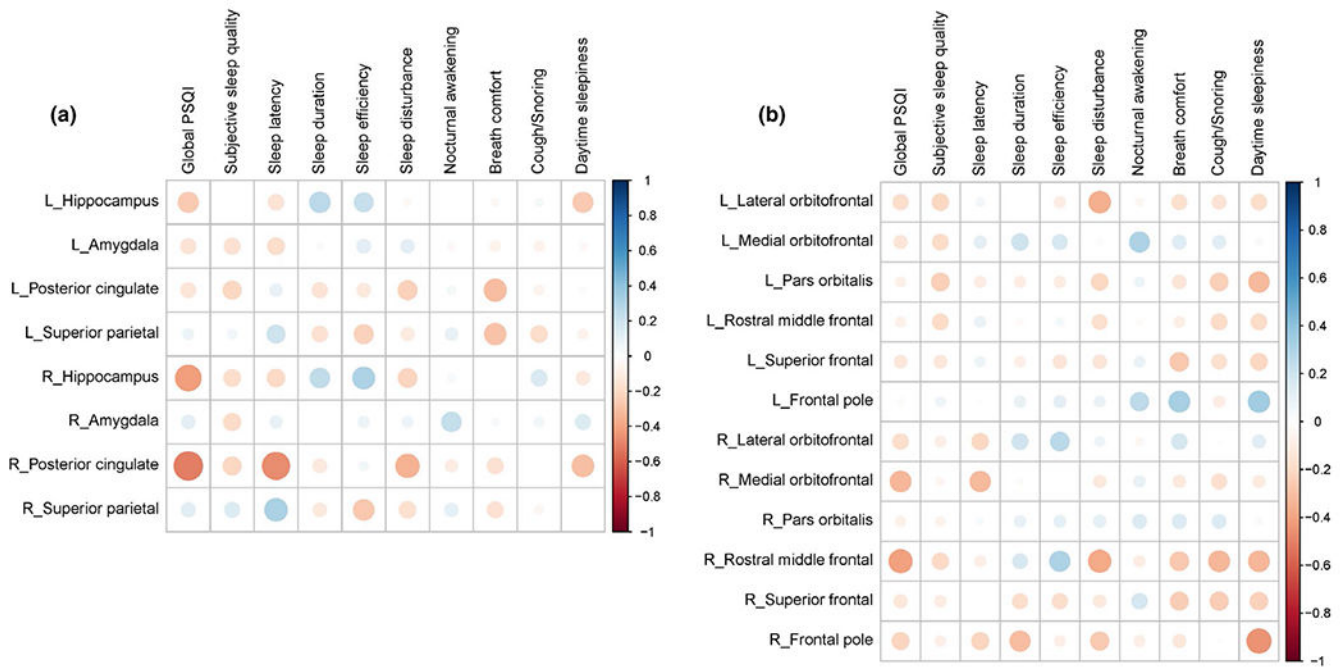 (a)
Global PSQI
Subjective sleep quality
Sleep latency
Sleep duration
Sleep efficiency
Sleep disturbance
Nocturnal awakening
Breath comfort
Cough/Snoring
Daytime sleepiness
L_Hippocampus
L_Amygdala
L_Posterior cingulate
L_Superior parietal
R_Hippocampus
R_Amygdala
R_Posterior cingulate
R_Superior parietal
1
0.8
0.6
0.4
0.2
0
−0.2
−0.4
−0.6
−0.8
−1
(b)
Global PSQI
Subjective sleep quality
Sleep latency
Sleep duration
Sleep efficiency
Sleep disturbance
Nocturnal awakening
Breath comfort
Cough/Snoring
Daytime sleepiness
L_Lateral orbitofrontal
L_Medial orbitofrontal
L_Pars orbitalis
L_Rostral middle frontal
L_Superior frontal
L_Frontal pole
R_Lateral orbitofrontal
R_Medial orbitofrontal
R_Pars orbitalis
R_Rostral middle frontal
R_Superior frontal
R_Frontal pole
1
0.8
0.6
0.4
0.2
0
−0.2
−0.4
−0.6
−0.8
−1